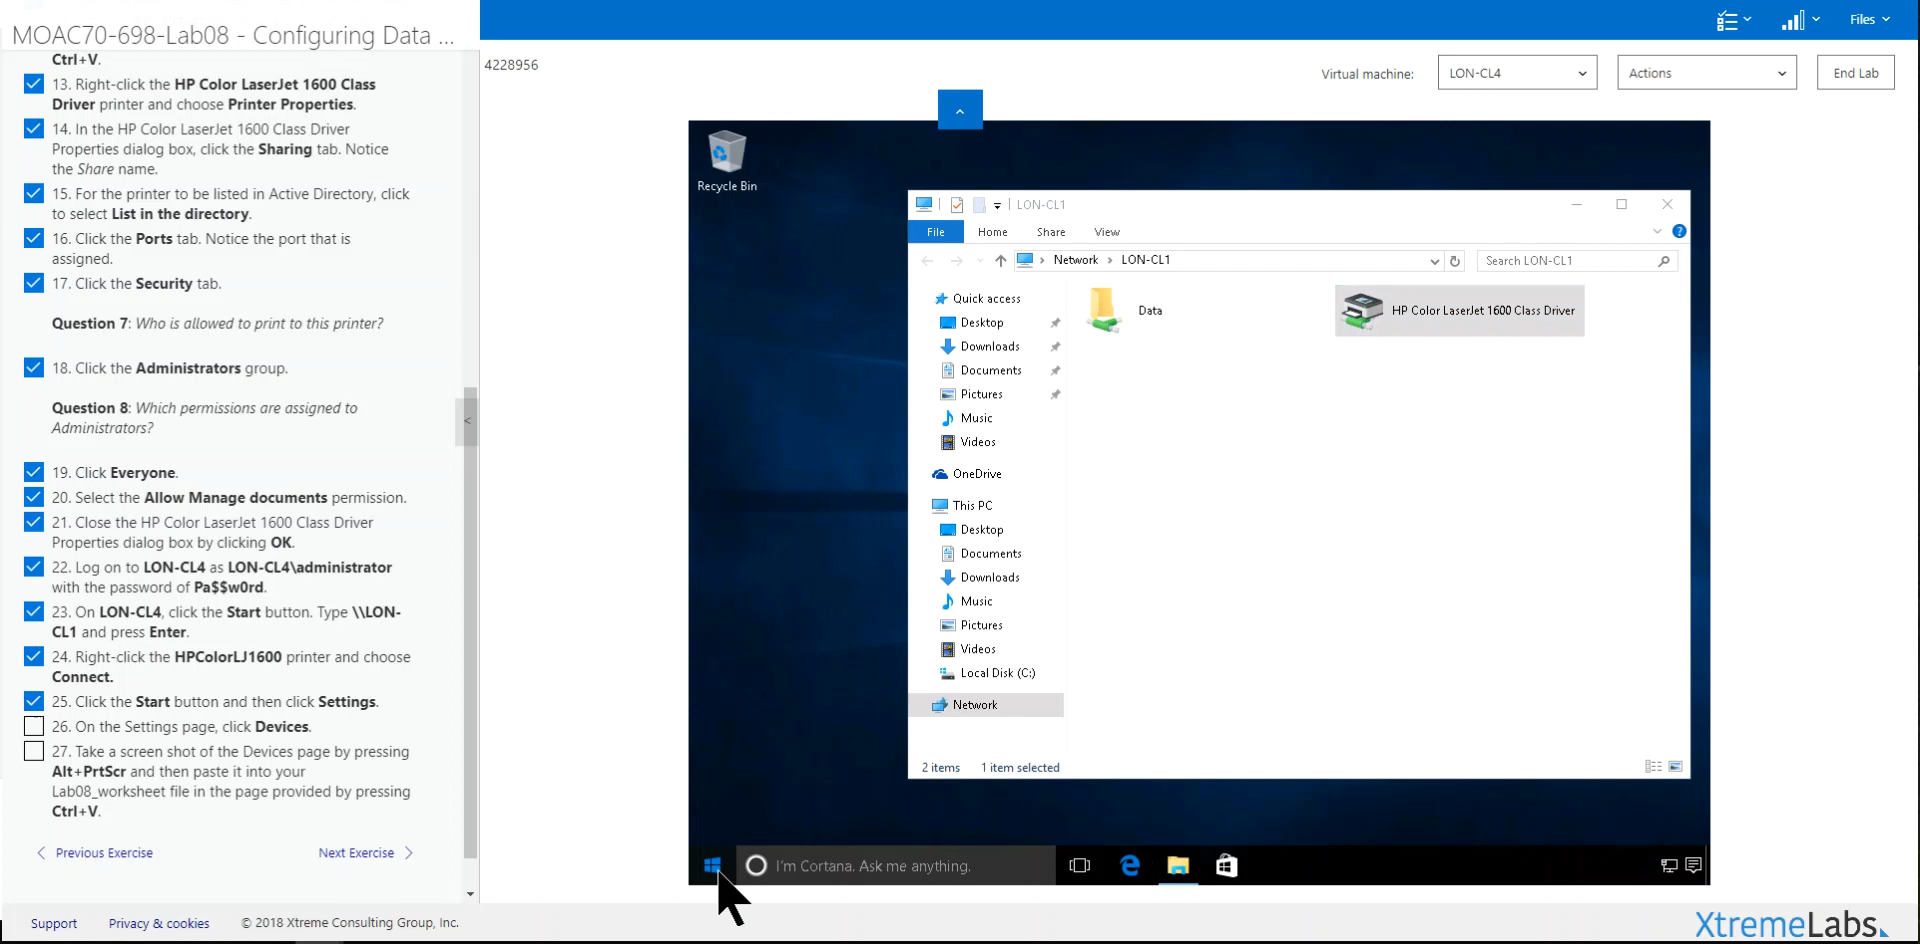 MOAC70-698-Lab08 - Configuring Data ...
Files
Ctrl+V.
4228956
Virtual machine:
LON-CL4
Actions
End Lab
13. Right-click the HP Color LaserJet 1600 Class
Driver printer and choose Printer Properties.
14. In the HP Color LaserJet 1600 Class Driver
Properties dialog box, click the Sharing tab. Notice
the Share name.
15. For the printer to be listed in Active Directory, click
to select List in the directory.
16. Click the Ports tab. Notice the port that is
assigned.
17. Click the Security tab.
Question 7: Who is allowed to print to this printer?
18. Click the Administrators group.
Question 8: Which permissions are assigned to
Administrators?
19. Click Everyone.
20. Select the Allow Manage documents permission.
21. Close the HP Color LaserJet 1600 Class Driver
Properties dialog box by clicking OK.
22. Log on to LON-CL4 as LON-CL4\administrator
with the password of Pa$$w0rd.
23. On LON-CL4, click the Start button. Type \\LON-
CL1 and press Enter.
24. Right-click the HPColorLJ1600 printer and choose
Connect.
25. Click the Start button and then click Settings.
26. On the Settings page, click Devices.
27. Take a screen shot of the Devices page by pressing
Alt+PrtScr and then paste it into your
Lab08_worksheet file in the page provided by pressing
Ctrl+V.
Previous Exercise
Next Exercise
Recycle Bin
LON-CL1
File
Home
Share
View
Network
LON-CL1
Search LON-CL1
Quick access
Desktop
Downloads
Documents
Pictures
Music
Videos
OneDrive
This PC
Desktop
Documents
Downloads
Music
Pictures
Videos
Local Disk (C:)
Network
Data
HP Color LaserJet 1600 Class Driver
2 items
1 item selected
I'm Cortana. Ask me anything.
Support
Privacy & cookies
© 2018 Xtreme Consulting Group, Inc.
XtremeLabs